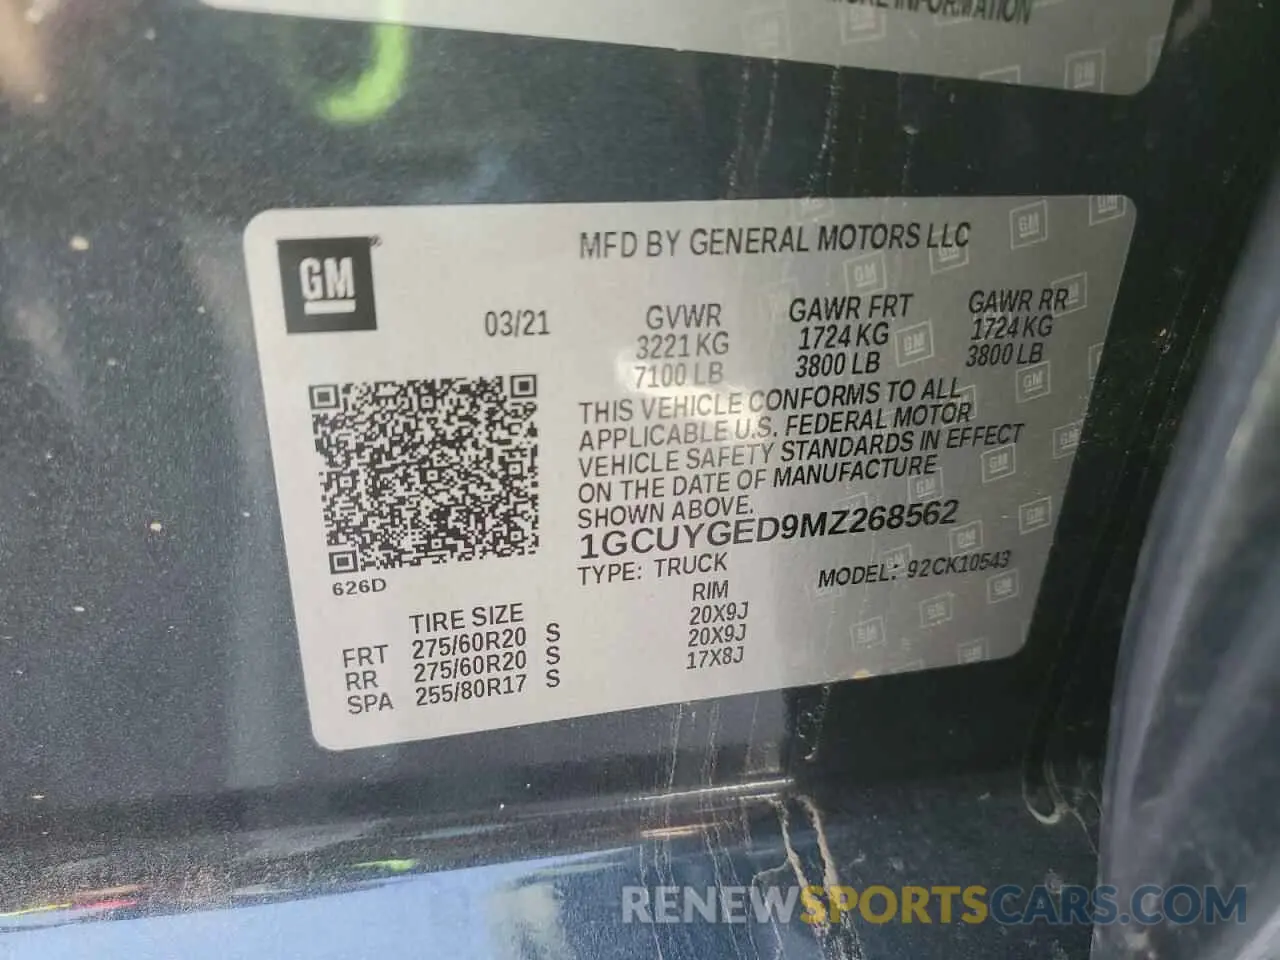 INFORMATION
GM
MFD BY GENERAL MOTORS LLC
03/21
GVWR GAWR FRT GAWR RR
3221 KG 1724 KG 1724 KG
7100 LB 3800 LB 3800 LB
THIS VEHICLE CONFORMS TO ALL
APPLICABLE U.S. FEDERAL MOTOR
VEHICLE SAFETY STANDARDS IN EFFECT
ON THE DATE OF MANUFACTURE
SHOWN ABOVE.
1GCUYGED9MZ268562
TYPE: TRUCK MODEL: 92CK10543
626D
TIRE SIZE RIM
FRT 275/60R20 S 20X9J
RR 275/60R20 S 20X9J
SPA 255/80R17 S 17X8J
RENEWSPORTSCARS.COM